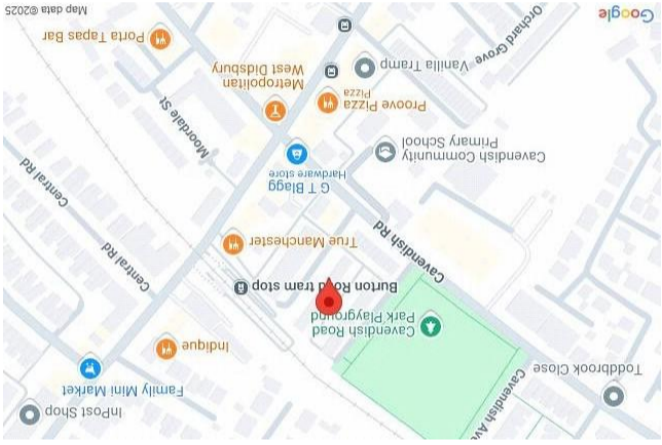 InPost Shop
Cavendish Ave
Family Mini Market
Toddbrook Close
Indique
Cavendish Road
Park Playground
Burton Road tram stop
Central Rd
True Manchester
Cavendish Rd
Central Rd
G T Blagg
Hardware store
Cavendish Community
Primary School
Moordale St
Proove Pizza
Pizza
Metropolitan
West Didsbury
Vanilla Tramp
Orchard Grove
Porta Tapas Bar
Google
Map data ©2025